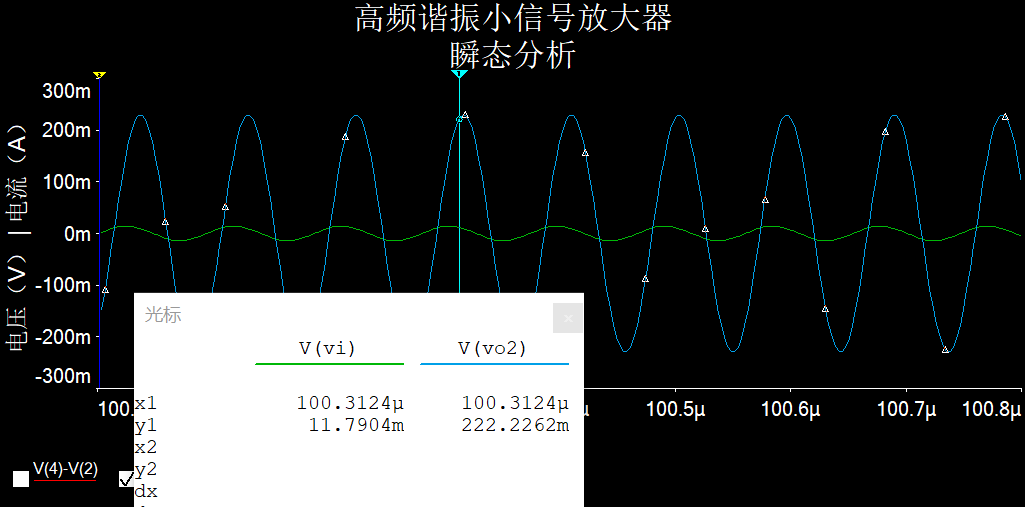 高频谐振小信号放大器
瞬态分析
电压（V）|电流（A）
300m
200m
100m
0m
-100m
-200m
-300m
100.
µ
100.5µ
100.6µ
100.7µ
100.8µ
光标
×
V(vi) V(vo2)
x1 100.3124µ 100.3124µ
y1 11.7904m 222.2262m
x2
y2
dx
V(4)-V(2)